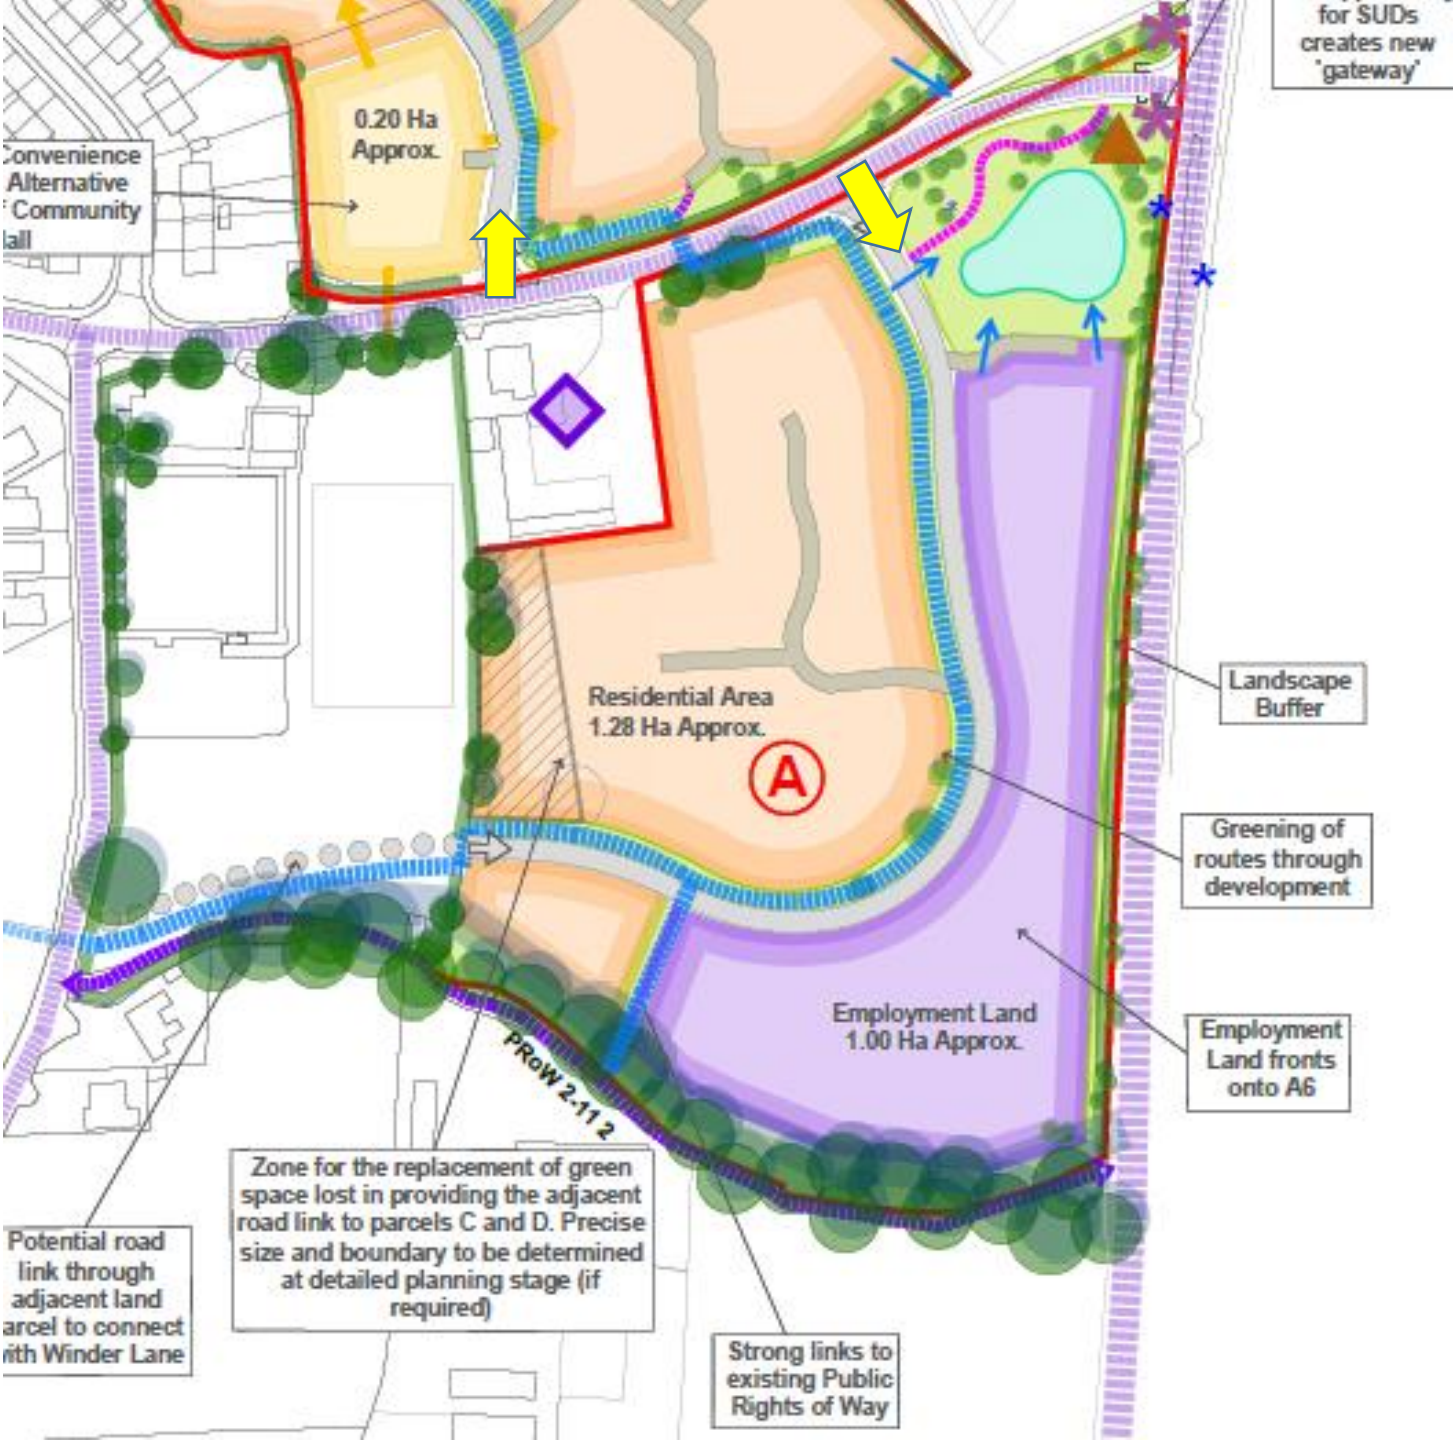 for SUDs
creates new
'gateway'
0.20 Ha
Approx.
Convenience
Alternative
Community
Residential Area
1.28 Ha Approx.
A
Landscape
Buffer
Greening of
routes through
development
Employment Land
1.00 Ha Approx.
Employment
Land fronts
onto A6
PRoW 2-11 2
Zone for the replacement of green
space lost in providing the adjacent
road link to parcels C and D. Precise
size and boundary to be determined
at detailed planning stage (if
required)
Potential road
link through
adjacent land
arcel to connect
ith Winder Lane
Strong links to
existing Public
Rights of Way